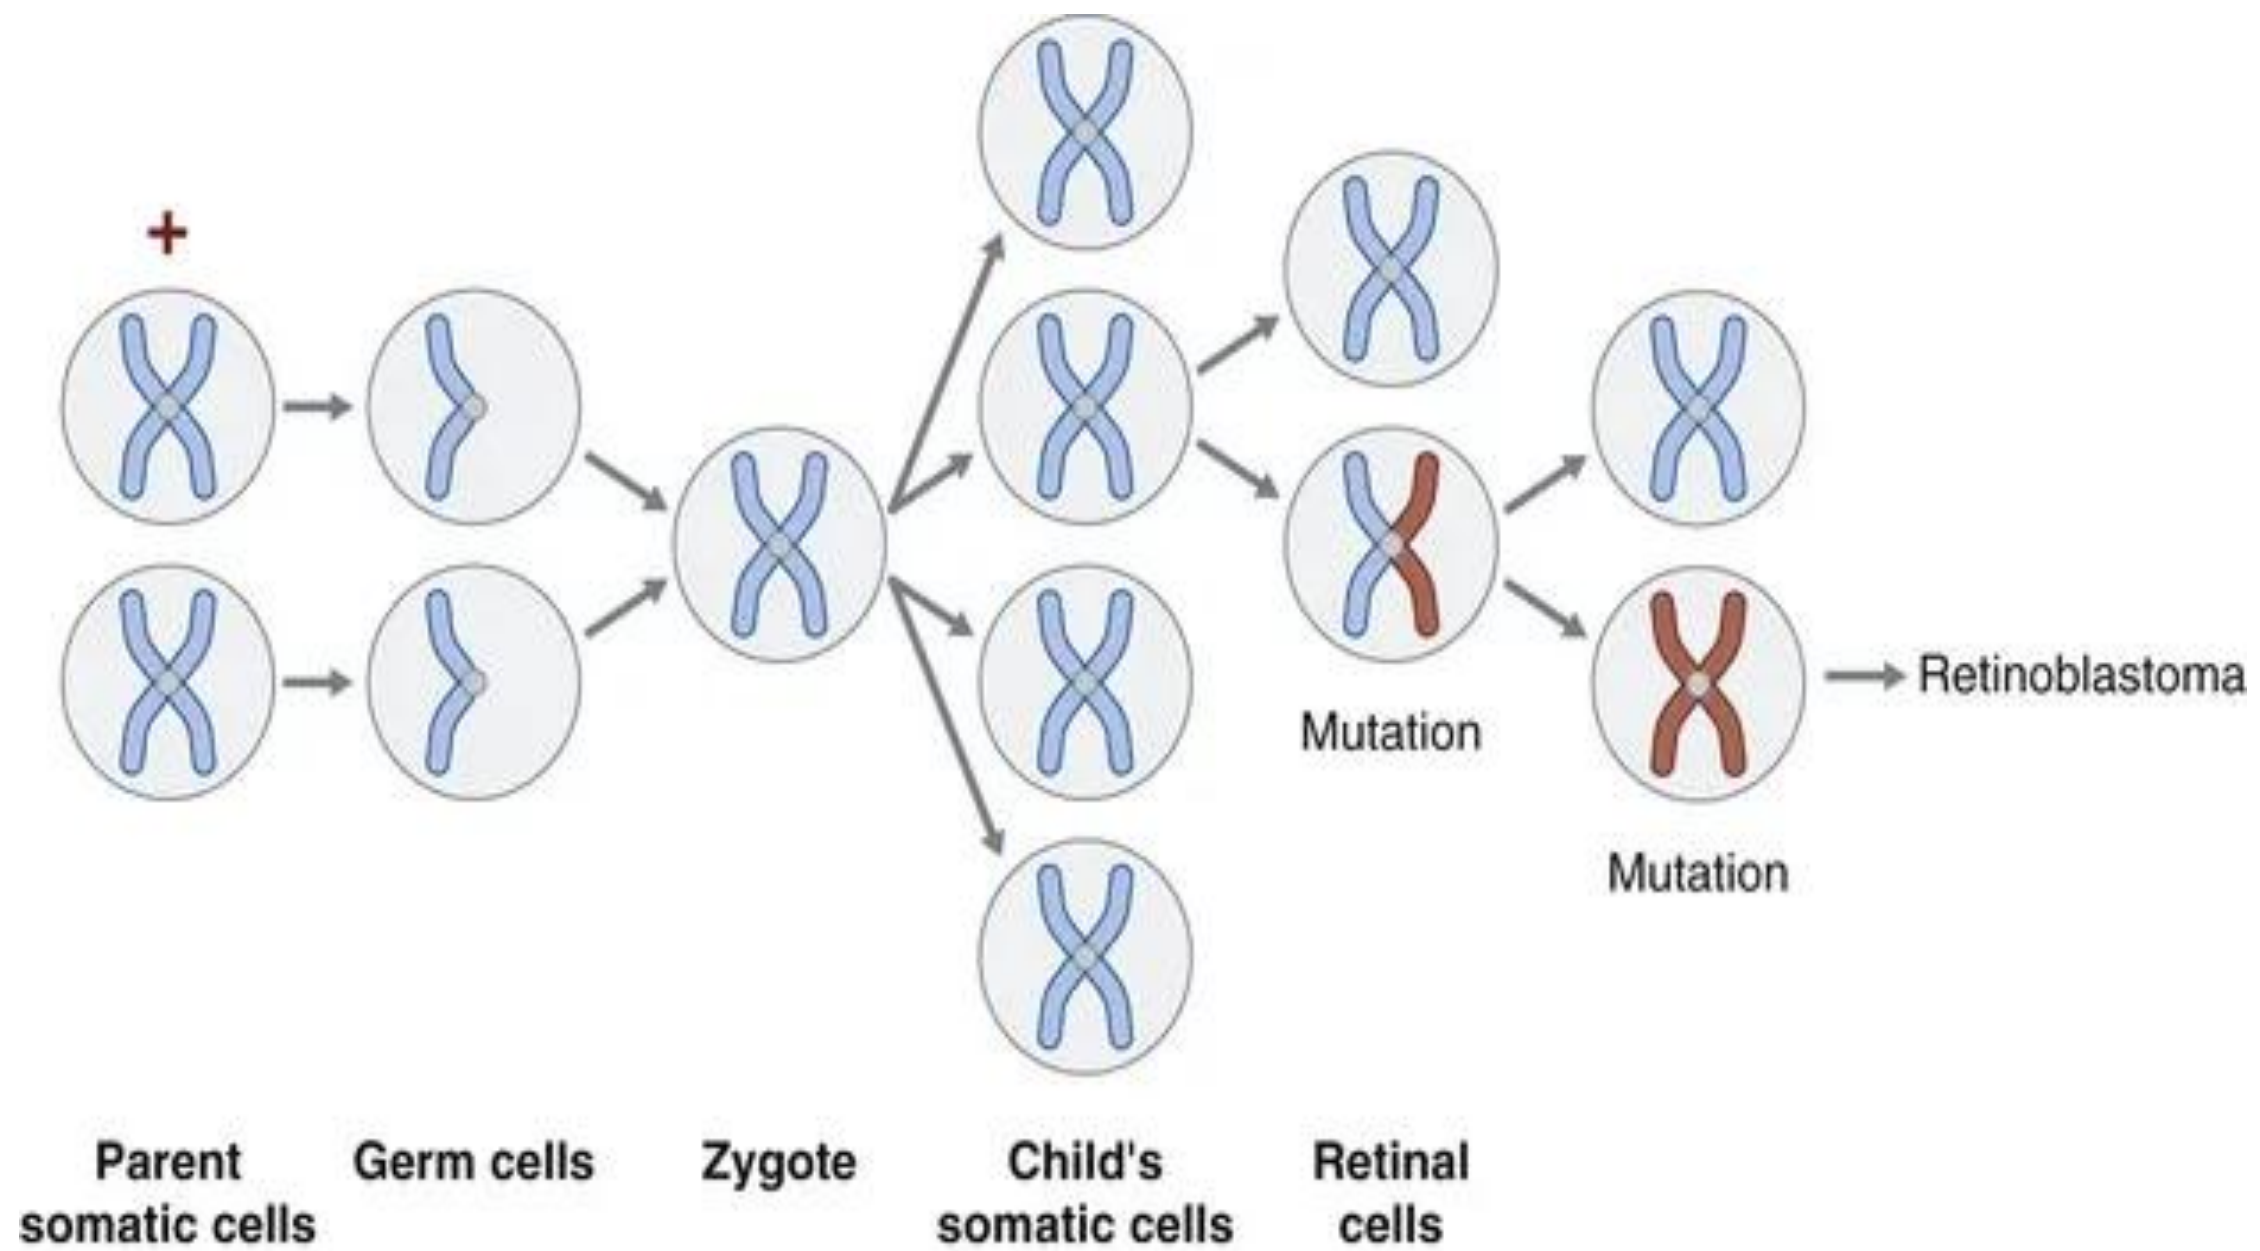 +
Retinoblastoma
Mutation
Mutation
Parent
somatic cells
Germ cells
Zygote
Child's
somatic cells
Retinal
cells